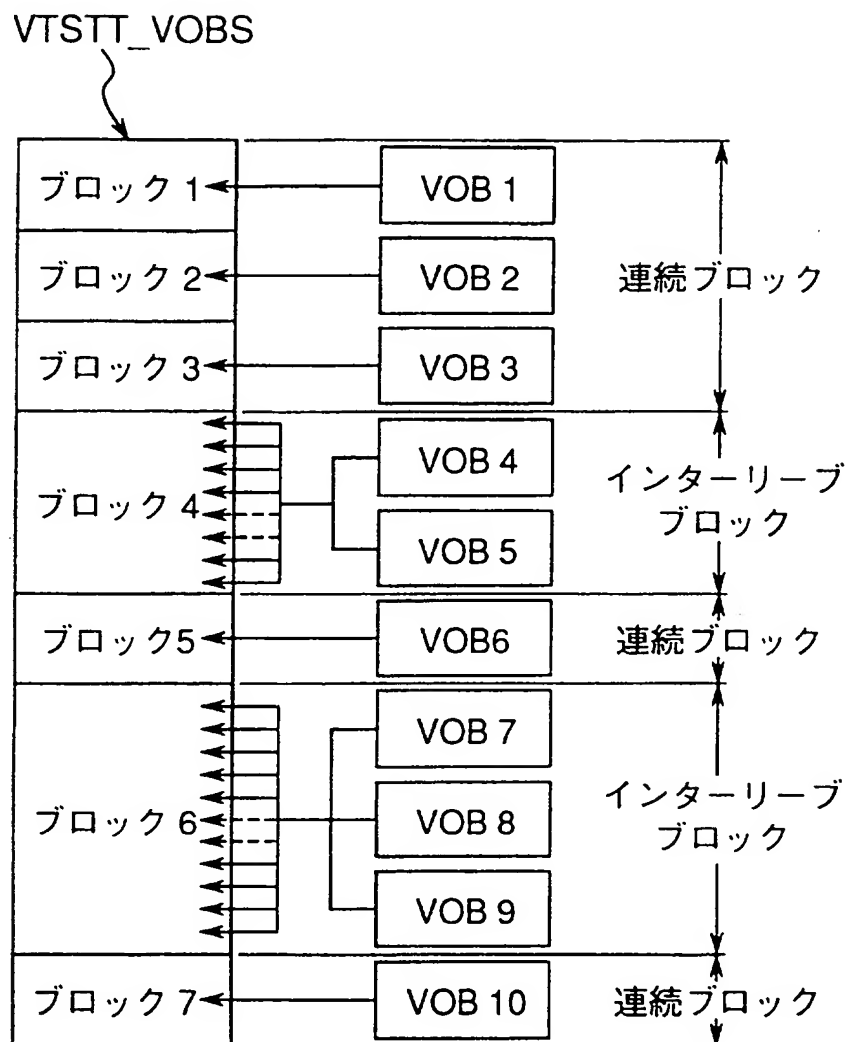 VTSTT_VOBS
ブロック 1
VOB 1
ブロック 2
VOB 2
連続ブロック
ブロック 3
VOB 3
ブロック 4
VOB 4
VOB 5
インターリーブ
ブロック
ブロック5
VOB6
連続ブロック
ブロック 6
VOB 7
VOB 8
VOB 9
インターリーブ
ブロック
ブロック 7
VOB 10
連続ブロック